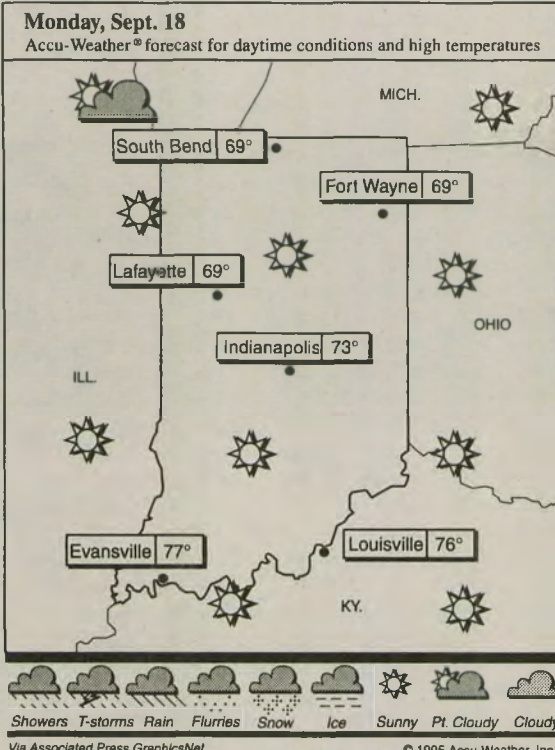 Monday, Sept. 18
Accu-Weather® forecast for daytime conditions and high temperatures
MICH.
South Bend 69°
Fort Wayne 69°
Lafayette 69°
OHIO
Indianapolis 73°
ILL.
Evansville 77°
Louisville 76°
KY.
Showers T-storms Rain Flurries Snow Ice Sunny Pt. Cloudy Cloudy
Via Associated Press GraphicsNet
© 1995 Accu-Weather, Inc.